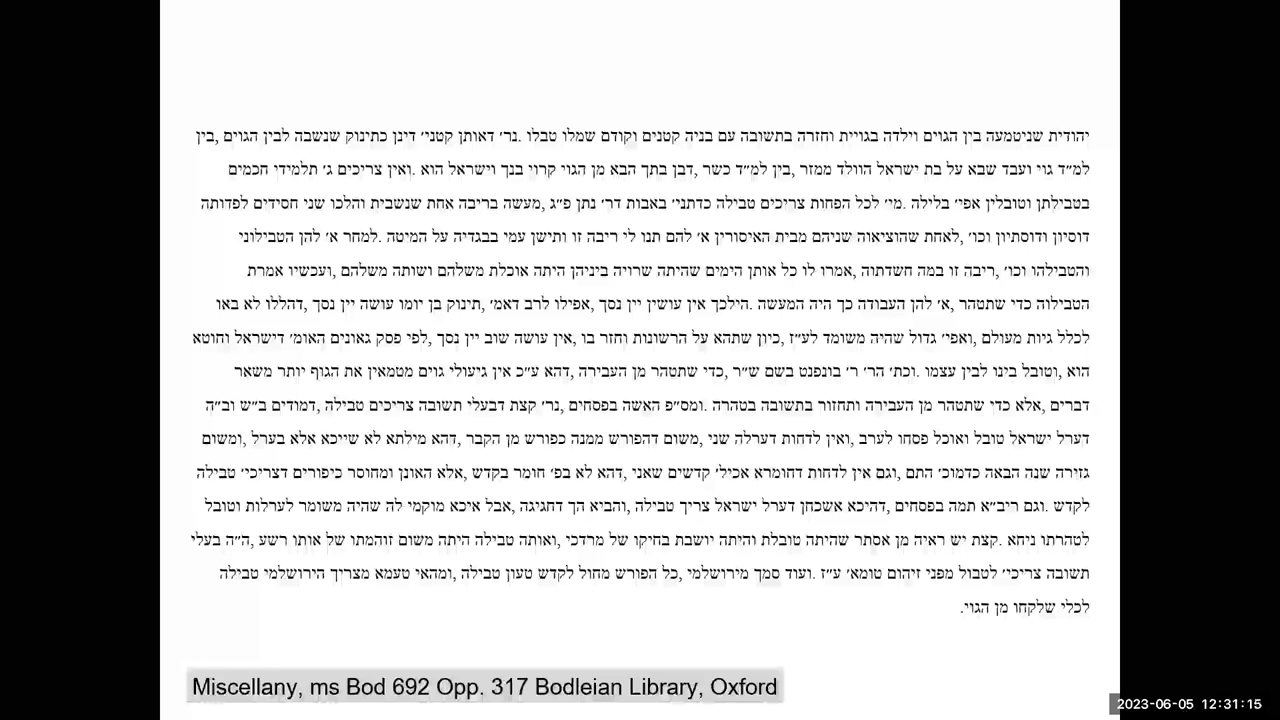 יהודית שניטמעה בין הגוים וילדה בגויית וחזרה בתשובה עם בניה קטנים וקודם שמלו טבלו .נר׳ דאותן קטני׳ דינן כתינוק שנשבה לבין הגוים ,בין
למ״ד גוי ועבד שבא על בת ישראל הוולד ממזר ,בין למ״ד כשר ,דבן בתך הבא מן הגוי קרוי בנך וישראל הוא .ואין צריכים ג׳ תלמידי חכמים
בטבילתן וטובלין אפי׳ בלילה .מי׳ לכל הפחות צריכים טבילה כדתני׳ באבות דר׳ נתן פ״ג ,מעשה בריבה אחת שנשבית והלכו שני חסידים לפדותה
דוסיון ודוסתיון וכו׳ ,לאחת שהוציאוה שניהם מבית האיסורין א׳ להם תנו לי ריבה זו ותישן עמי בבגדיה על המיטה .למחר א׳ להן הטבילוני
והטבילהו וכו׳ ,ריבה זו במה חשדתוה ,אמרו לו כל אותן הימים שהיתה שרויה ביניהן היתה אוכלת משלהם ושותה משלהם ,ועכשיו אמרת
הטבילוה כדי שתטהר ,א׳ להן העבודה כך היה המעשה .הילכך אין עושין יין נסך ,אפילו לרב דאמ׳ ,תינוק בן יומו עושה יין נסך ,דהללו לא באו
לכלל גיות מעולם ,ואפי׳ גדול שהיה משומד לע״ז ,כיון שתהא על הרשונות וחזר בו ,אין עושה שוב יין נסך ,לפי פסק גאונים האומ׳ דישראל וחוטא
הוא ,וטובל בינו לבין עצמו .וכת׳ הר׳ ר׳ בונפנט בשם ש״ר ,כדי שתטהר מן העבירה ,דהא ע״כ אין גיעולי גוים מטמאין את הגוף יותר משאר
דברים ,אלא כדי שתטהר מן העבירה ותחזור בתשובה בטהרה .ומס״פ האשה בפסחים ,נר׳ קצת דבעלי תשובה צריכים טבילה ,דמודים ב״ש וב״ה
דערל ישראל טובל ואוכל פסחו לערב ,ואין לדחות דערלה שני ,משום דהפורש ממנה כפורש מן הקבר ,דהא מילתא לא שייכא אלא בערל ,ומשום
גזירה שנה הבאה כדמוכ׳ התם ,וגם אין לדחות דחומרא אכיל׳ קדשים שאני ,דהא לא בפ׳ חומר בקדש ,אלא האונן ומחוסר כיפורים דצריכי׳ טבילה
לקדש .וגם ריב״א תמה בפסחים ,דהיכא אשכחן דערל ישראל צריך טבילה ,והביא הך דחגיגה ,אבל איכא מוקמי לה שהיה משומר לערלות וטובל
לטהרתו ניחא .קצת יש ראיה מן אסתר שהיתה טובלת והיתה יושבת בחיקו של מרדכי ,ואותה טבילה היתה משום זוהמתו של אותו רשע ,ה״ה בעלי
תשובה צריכי׳ לטבול מפני זיהום טומא׳ ע״ז .ועוד סמך מירושלמי ,כל הפורש מחול לקדש טעון טבילה ,ומהאי טעמא מצריך הירושלמי טבילה
לכלי שלקחו מן הגוי.
Miscellany, ms Bod 692 Opp. 317 Bodleian Library, Oxford
2023-06-05 12:31:15